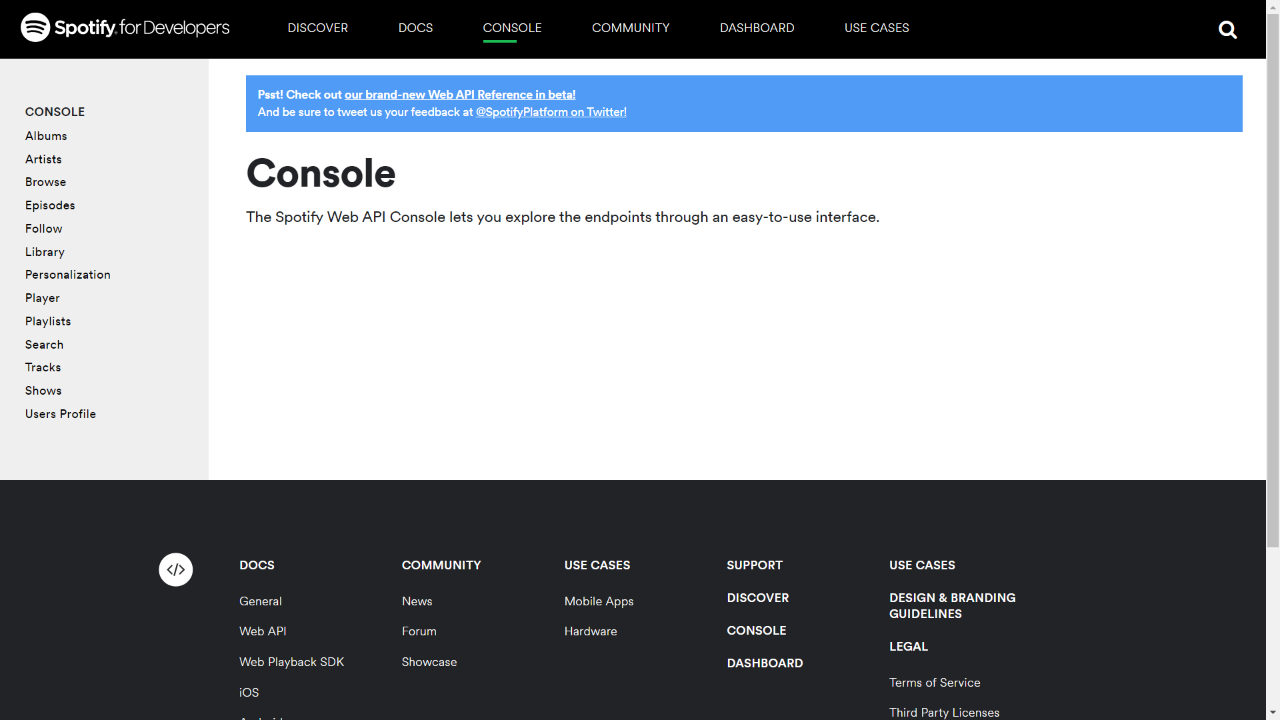 Spotify for Developers
DISCOVER
DOCS
CONSOLE
COMMUNITY
DASHBOARD
USE CASES
CONSOLE
Albums
Artists
Browse
Episodes
Follow
Library
Personalization
Player
Playlists
Search
Tracks
Shows
Users Profile
Psst! Check out our brand-new Web API Reference in beta!
And be sure to tweet us your feedback at @SpotifyPlatform on Twitter!
Console
The Spotify Web API Console lets you explore the endpoints through an easy-to-use interface.
</>
DOCS
General
Web API
Web Playback SDK
iOS
COMMUNITY
News
Forum
Showcase
USE CASES
Mobile Apps
Hardware
SUPPORT
DISCOVER
CONSOLE
DASHBOARD
USE CASES
DESIGN & BRANDING
GUIDELINES
LEGAL
Terms of Service
Third Party Licenses